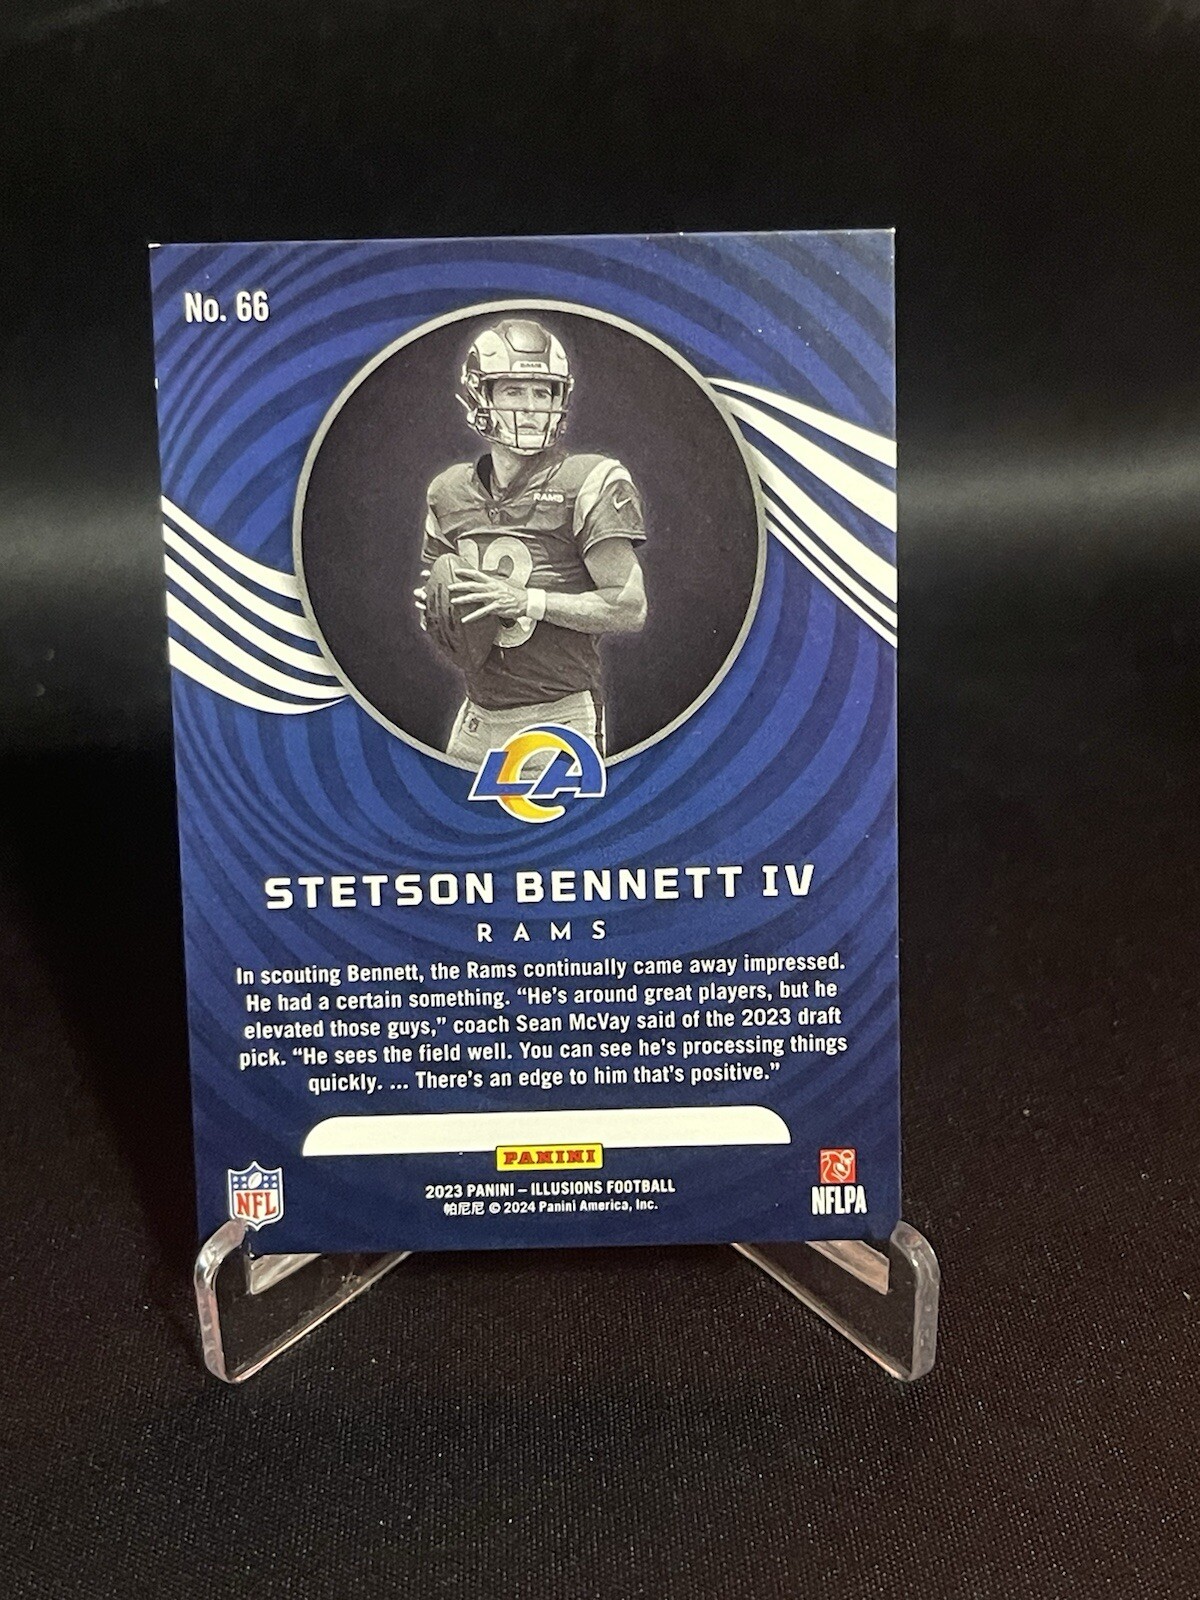 No. 66
RAMS
RAMS
13
LA
STETSON BENNETT IV
RAMS
In scouting Bennett, the Rams continually came away impressed.
He had a certain something. “He’s around great players, but he
elevated those guys,” coach Sean McVay said of the 2023 draft
pick. “He sees the field well. You can see he’s processing things
quickly. ... There’s an edge to him that’s positive.”
PANINI
NFL
2023 PANINI – ILLUSIONS FOOTBALL
帕尼尼 © 2024 Panini America, Inc.
NFLPA